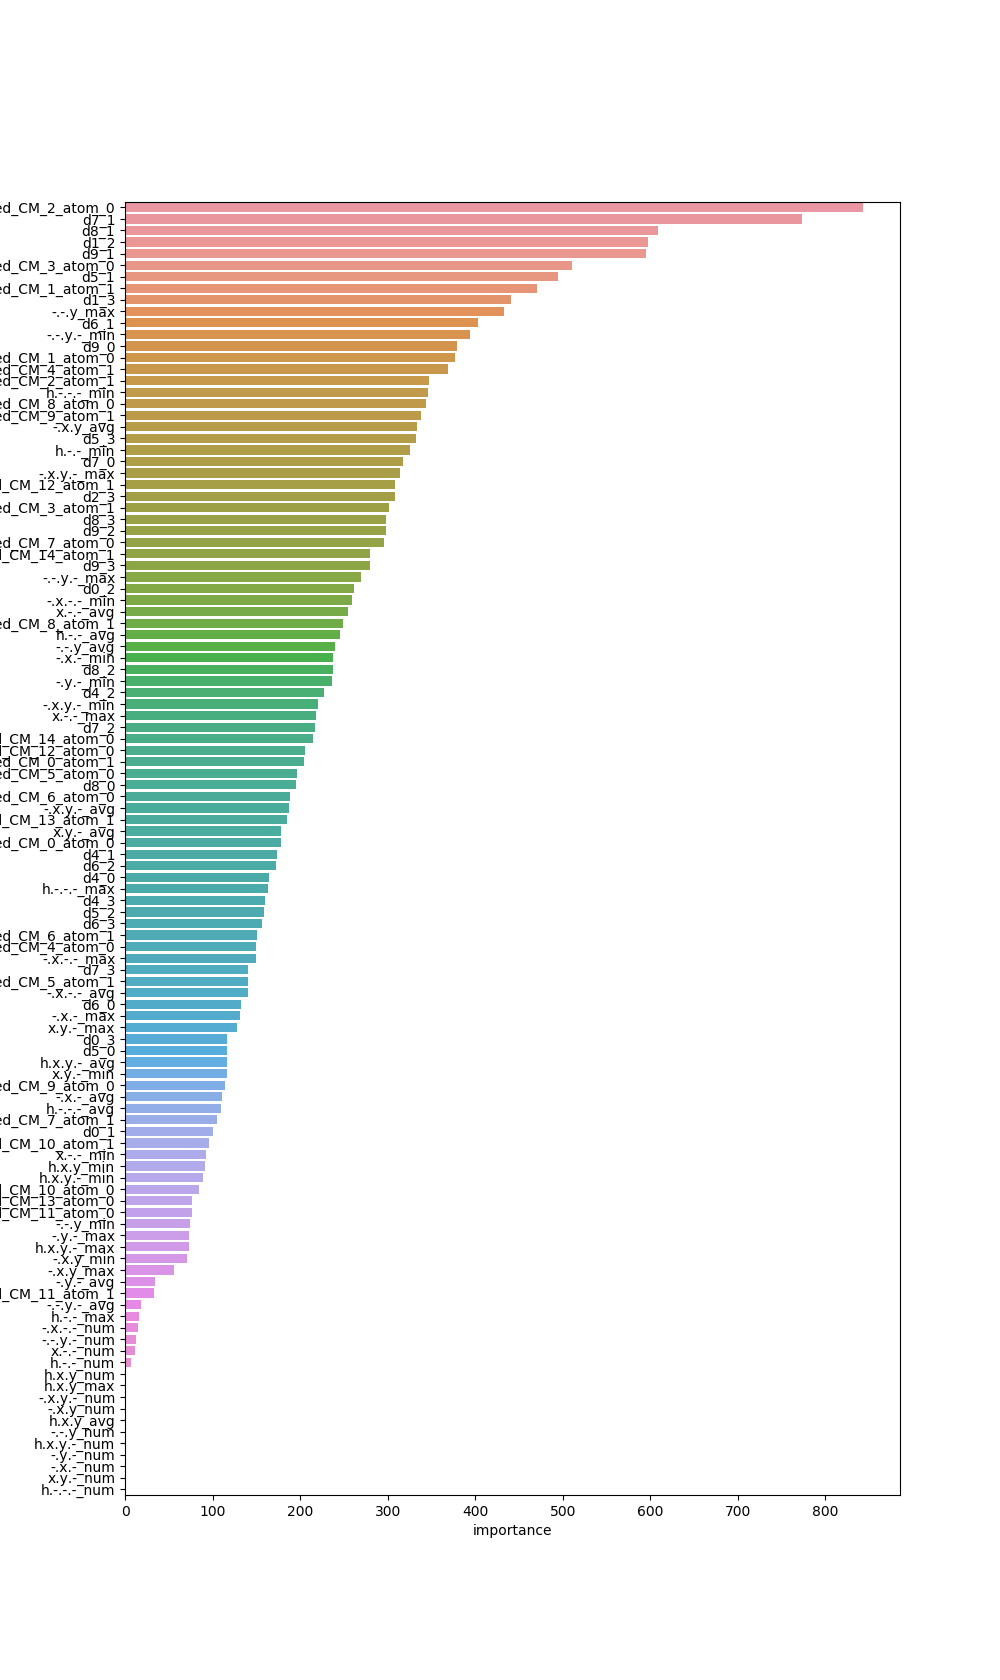 ed_CM_2_atom_0
d7_1
d8_1
d1_2
d9_1
ed_CM_3_atom_0
d5_1
ed_CM_1_atom_1
d1_3
-.-.y_max
d6_1
-.-.y.-_min
d9_0
ed_CM_1_atom_0
ed_CM_4_atom_1
ed_CM_2_atom_1
h.-.-.-_min
ed_CM_8_atom_0
ed_CM_9_atom_1
-.x.y_avg
d5_3
h.-.-_min
d7_0
-.x.y.-_max
d_CM_12_atom_1
d2_3
ed_CM_3_atom_1
d8_3
d9_2
ed_CM_7_atom_0
d_CM_14_atom_1
d9_3
-.-.y.-_max
d0_2
-.x.-.-_min
x.-.-_avg
ed_CM_8_atom_1
h.-.-_avg
-.-.y_avg
-.x.-_min
d8_2
-.y.-_min
d4_2
-.x.y.-_min
x.-.-_max
d7_2
d_CM_14_atom_0
d_CM_12_atom_0
ed_CM_0_atom_1
ed_CM_5_atom_0
d8_0
ed_CM_6_atom_0
-.x.y.-_avg
d_CM_13_atom_1
x.y.-_avg
ed_CM_0_atom_0
d4_1
d6_2
d4_0
h.-.-.-_max
d4_3
d5_2
d6_3
ed_CM_6_atom_1
ed_CM_4_atom_0
-.x.-.-_max
d7_3
ed_CM_5_atom_1
-.x.-.-_avg
d6_0
-.x.-_max
x.y.-_max
d0_3
d5_0
h.x.y.-_avg
x.y.-_min
ed_CM_9_atom_0
-.x.-_avg
h.-.-.-_avg
ed_CM_7_atom_1
d0_1
d_CM_10_atom_1
x.-.-_min
h.x.y_min
h.x.y.-_min
d_CM_10_atom_0
d_CM_13_atom_0
d_CM_11_atom_0
-.-.y_min
-.y.-_max
h.x.y.-_max
-.x.y_min
-.x.y_max
-.y.-_avg
d_CM_11_atom_1
-.-.y.-_avg
h.-.-_max
-.x.-.-_num
-.-.y.-_num
x.-.-_num
h.-.-_num
h.x.y_num
h.x.y_max
-.x.y.-_num
-.x.y_num
h.x.y_avg
-.-.y_num
h.x.y.-_num
-.y.-_num
-.x.-_num
x.y.-_num
h.-.-.-_num
0 100 200 300 400 500 600 700 800
importance